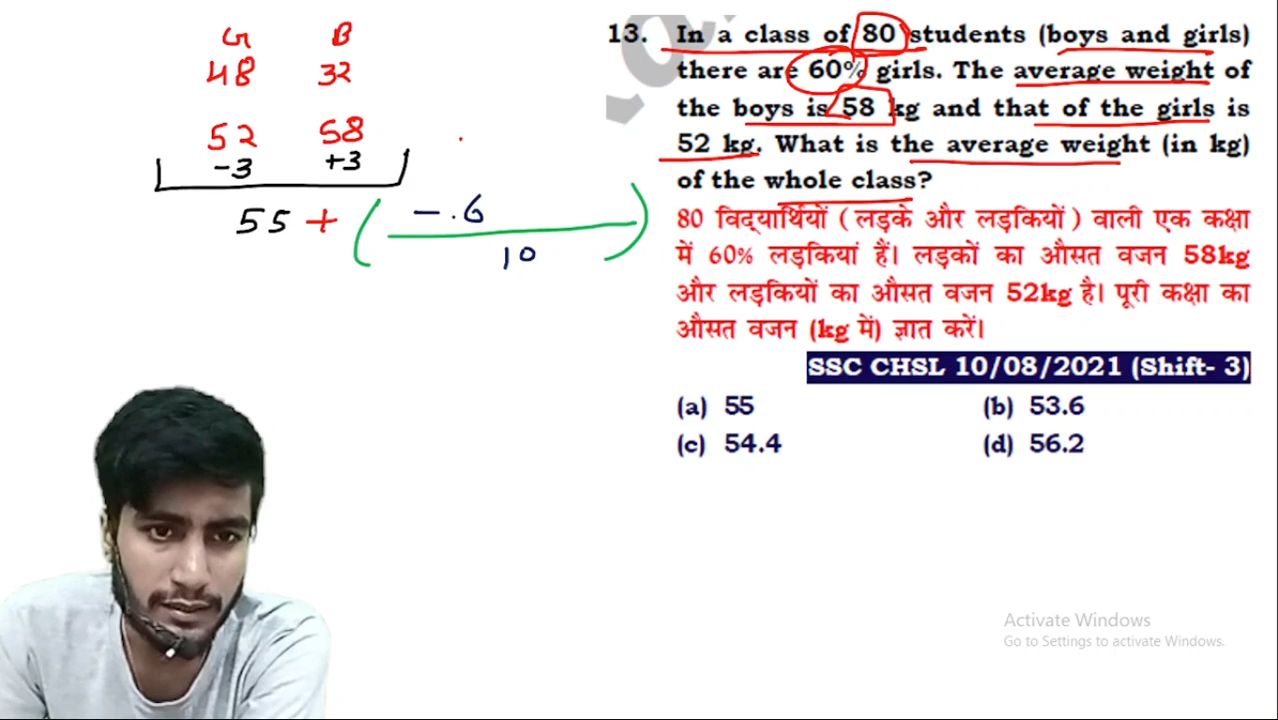 G B
48 32
52 58
-3 +3
55 + ( -.6
10 )
13. In a class of 80 students (boys and girls)
there are 60% girls. The average weight of
the boys is 58 kg and that of the girls is
52 kg. What is the average weight (in kg)
of the whole class?
80 विद्यार्थियों (लड़के और लड़कियों) वाली एक कक्षा
में 60% लड़कियां हैं। लड़कों का औसत वजन 58kg
और लड़कियों का औसत वजन 52kg है। पूरी कक्षा का
औसत वजन (kg में) ज्ञात करें।
SSC CHSL 10/08/2021 (Shift- 3)
(a) 55 (b) 53.6
(c) 54.4 (d) 56.2
Activate Windows
Go to Settings to activate Windows.